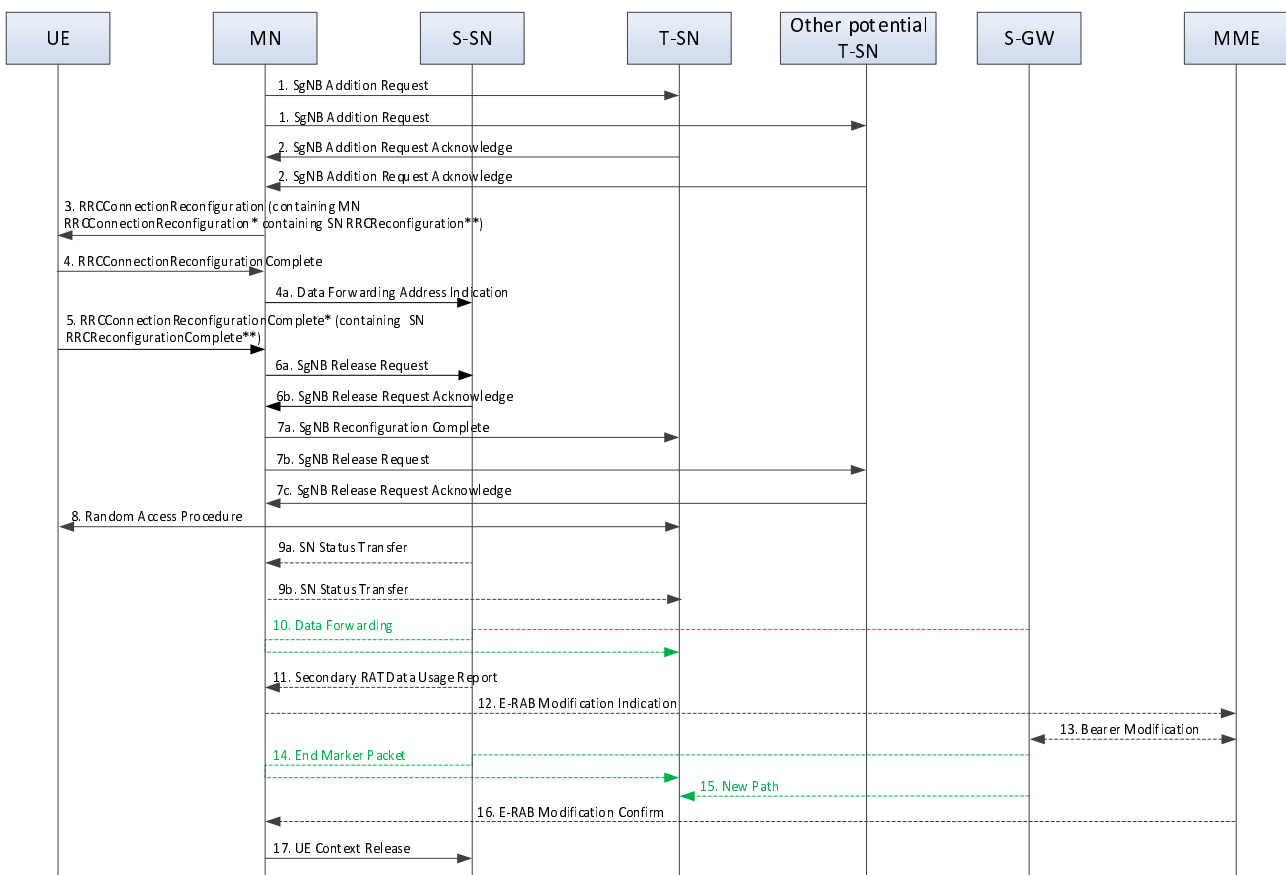 UE
MN
S-SN
T-SN
Other potential
T-SN
S-GW
MME
1. SgNB Addition Request
1. SgNB Addition Request
2. SgNB Addition Request Acknowledge
2. SgNB Addition Request Acknowledge
3. RRCConnectionReconfiguration (containing MN
RRCConnectionReconfiguration* containing SN RRCReconfiguration**)
4. RRCConnectionReconfigurationComplete
4a. Data Forwarding Address Indication
5. RRCConnectionReconfigurationComplete* (containing SN
RRCReconfigurationComplete**)
6a. SgNB Release Request
6b. SgNB Release Request Acknowledge
7a. SgNB Reconfiguration Complete
7b. SgNB Release Request
7c. SgNB Release Request Acknowledge
8. Random Access Procedure
9a. SN Status Transfer
9b. SN Status Transfer
10. Data Forwarding
11. Secondary RAT Data Usage Report
12. E-RAB Modification Indication
13. Bearer Modification
14. End Marker Packet
15. New Path
16. E-RAB Modification Confirm
17. UE Context Release